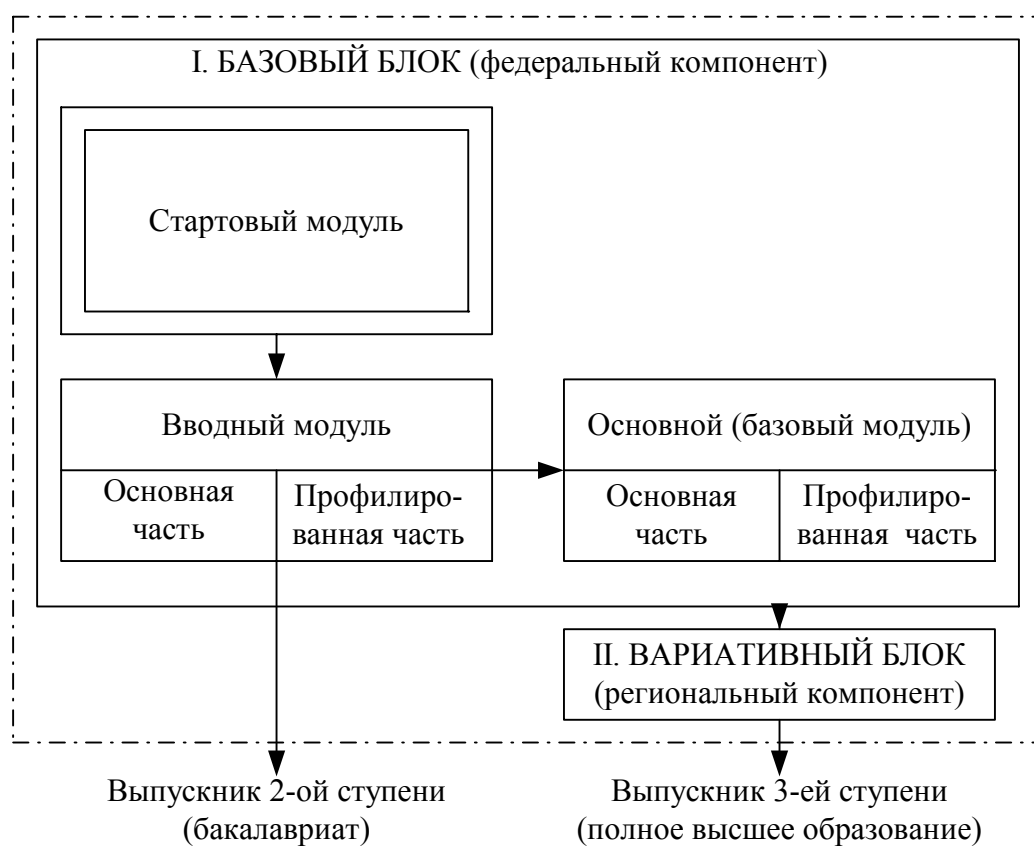 I. БАЗОВЫЙ БЛОК (федеральный компонент)
Стартовый модуль
Вводный модуль
Основная
часть
Профилиро-
ванная часть
Основной (базовый модуль)
Основная
часть
Профилиро-
ванная часть
II. ВАРИАТИВНЫЙ БЛОК
(региональный компонент)
Выпускник 2-ой ступени
(бакалавриат)
Выпускник 3-ей ступени
(полное высшее образование)